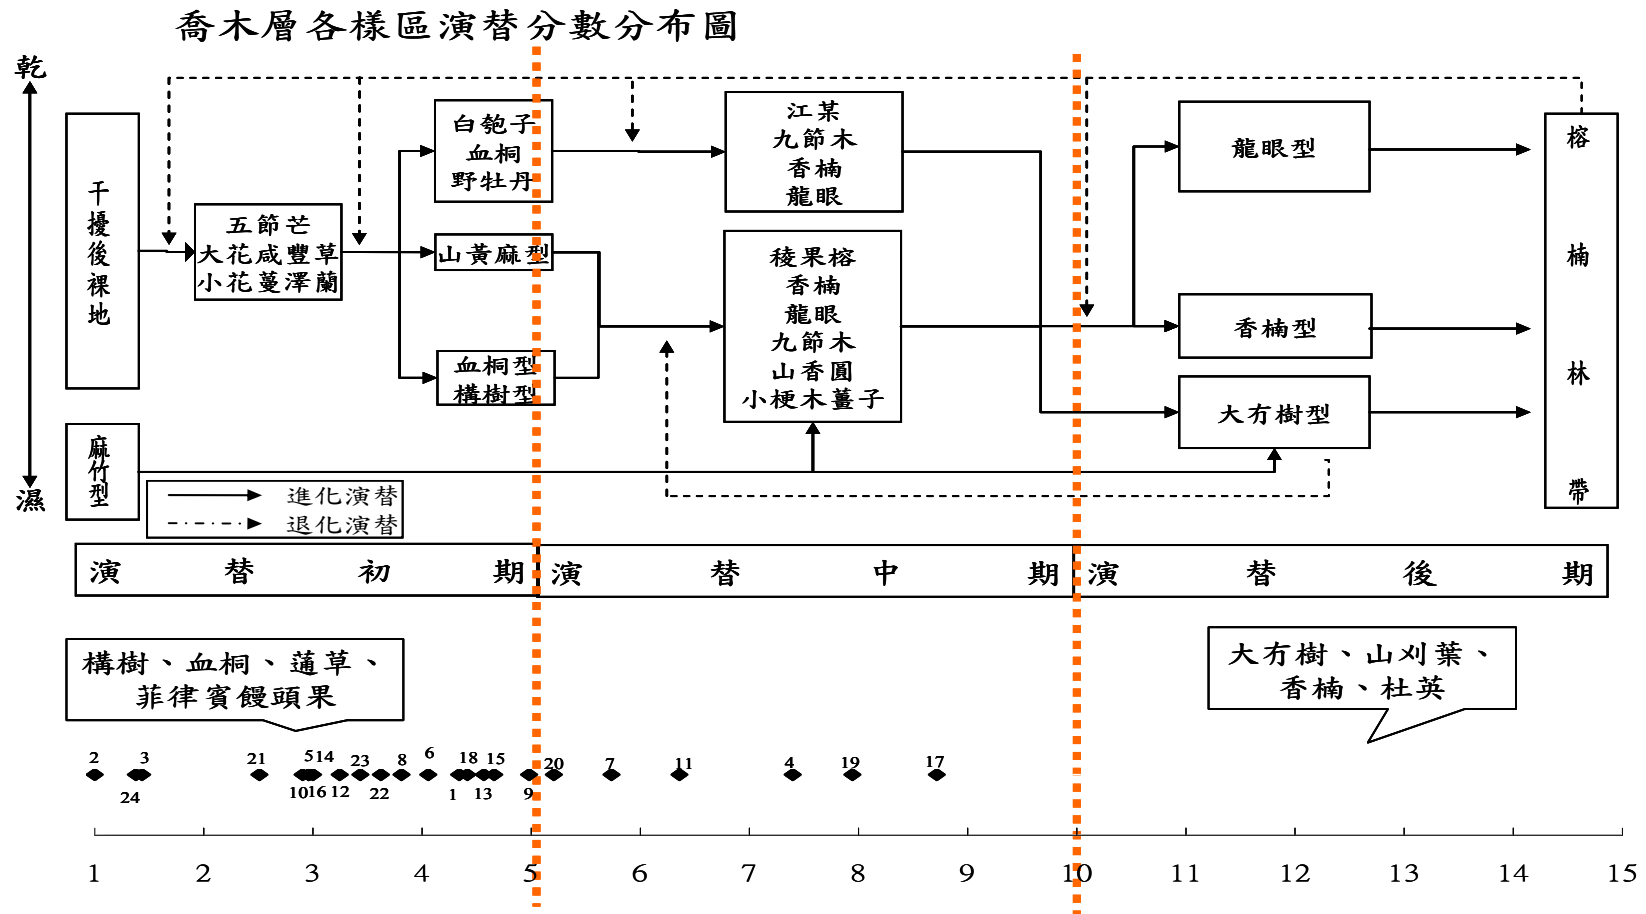 喬木層各樣區演替分數分布圖
乾
濕
干擾後裸地
麻竹型
五節芒
大花咸豐草
小花蔓澤蘭
白匏子
血桐
野牡丹
山黃麻型
血桐型
構樹型
江某
九節木
香楠
龍眼
稜果榕
香楠
龍眼
九節木
山香圓
小梗木薑子
龍眼型
香楠型
大冇樹型
榕楠林帶
進化演替
退化演替
演替初期
演替中期
演替後期
構樹、血桐、蓪草、
菲律賓饅頭果
大冇樹、山刈葉、
香楠、杜英
2 3 21 5 14 23 8 6 18 15 20 7 11 4 19 17
24 10 16 12 22 1 13 9
1 2 3 4 5 6 7 8 9 10 11 12 13 14 15